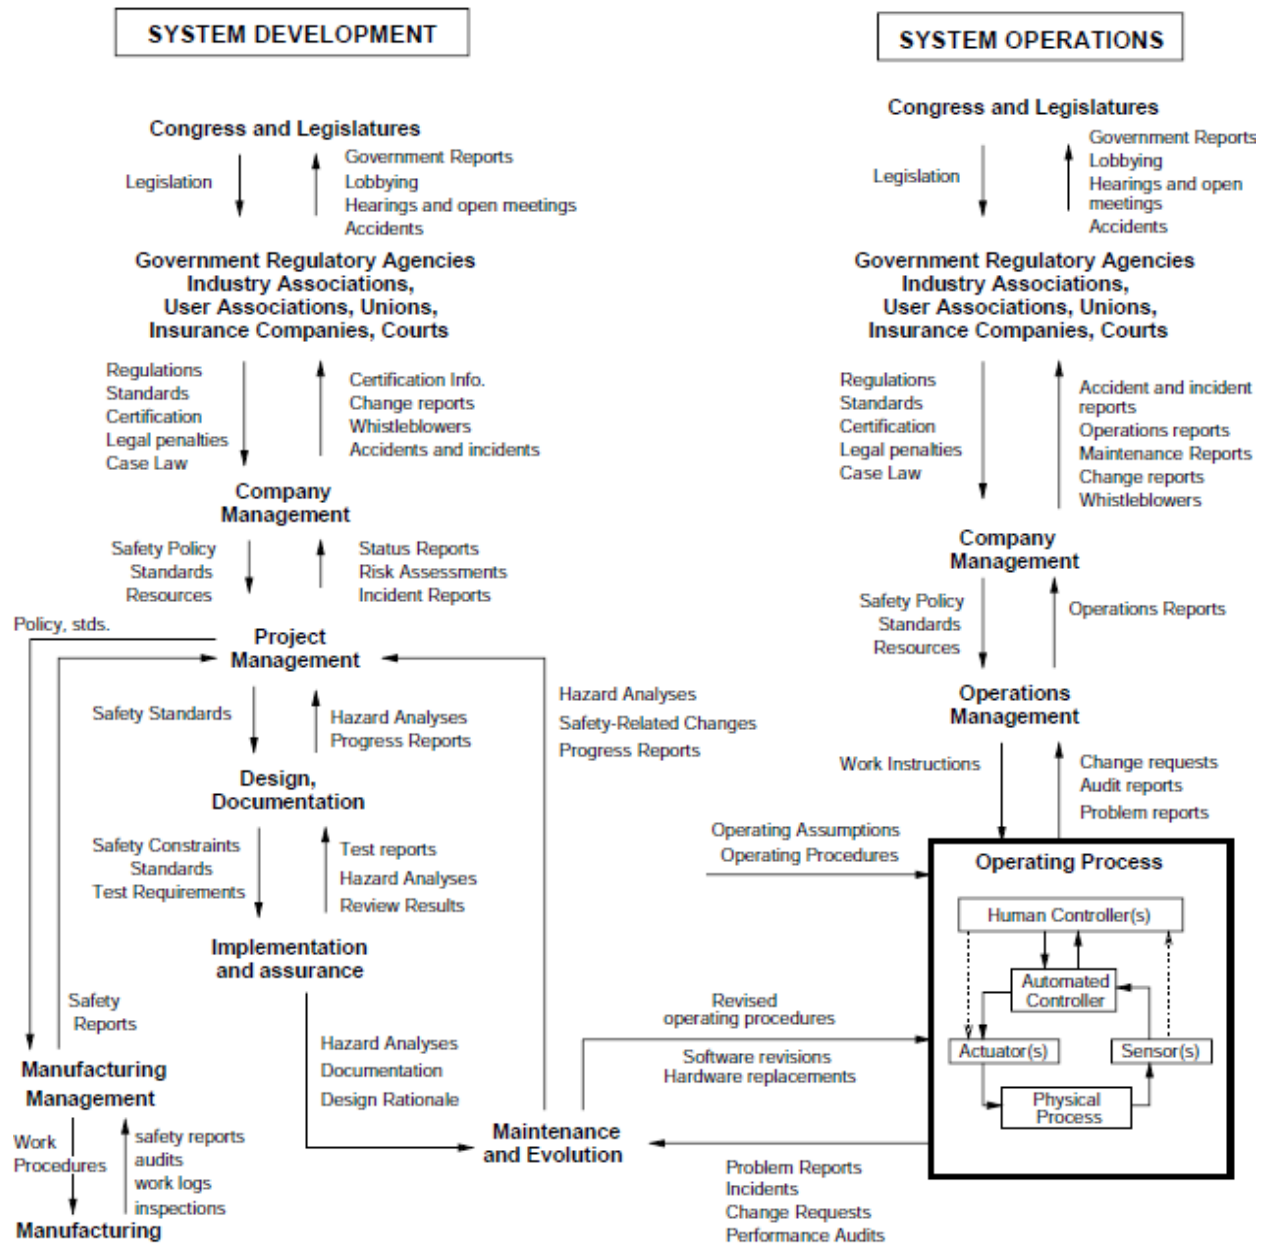 SYSTEM DEVELOPMENT
Congress and Legislatures
Legislation
Government Reports
Lobbying
Hearings and open meetings
Accidents
Government Regulatory Agencies
Industry Associations,
User Associations, Unions,
Insurance Companies, Courts
Regulations
Standards
Certification
Legal penalties
Case Law
Certification Info.
Change reports
Whistleblowers
Accidents and incidents
Company
Management
Safety Policy
Standards
Resources
Status Reports
Risk Assessments
Incident Reports
Policy, stds.
Project
Management
Safety Standards
Hazard Analyses
Progress Reports
Hazard Analyses
Safety-Related Changes
Progress Reports
Design,
Documentation
Safety Constraints
Standards
Test Requirements
Test reports
Hazard Analyses
Review Results
Implementation
and assurance
Safety
Reports
Hazard Analyses
Documentation
Design Rationale
Manufacturing
Management
Work
Procedures
safety reports
audits
work logs
inspections
Manufacturing
Maintenance
and Evolution
SYSTEM OPERATIONS
Congress and Legislatures
Legislation
Government Reports
Lobbying
Hearings and open
meetings
Accidents
Government Regulatory Agencies
Industry Associations,
User Associations, Unions,
Insurance Companies, Courts
Regulations
Standards
Certification
Legal penalties
Case Law
Accident and incident
reports
Operations reports
Maintenance Reports
Change reports
Whistleblowers
Company
Management
Safety Policy
Standards
Resources
Operations Reports
Operations
Management
Work Instructions
Change requests
Audit reports
Problem reports
Operating Assumptions
Operating Procedures
Operating Process
Human Controller(s)
Automated
Controller
Actuator(s)
Sensor(s)
Physical
Process
Revised
operating procedures
Software revisions
Hardware replacements
Problem Reports
Incidents
Change Requests
Performance Audits